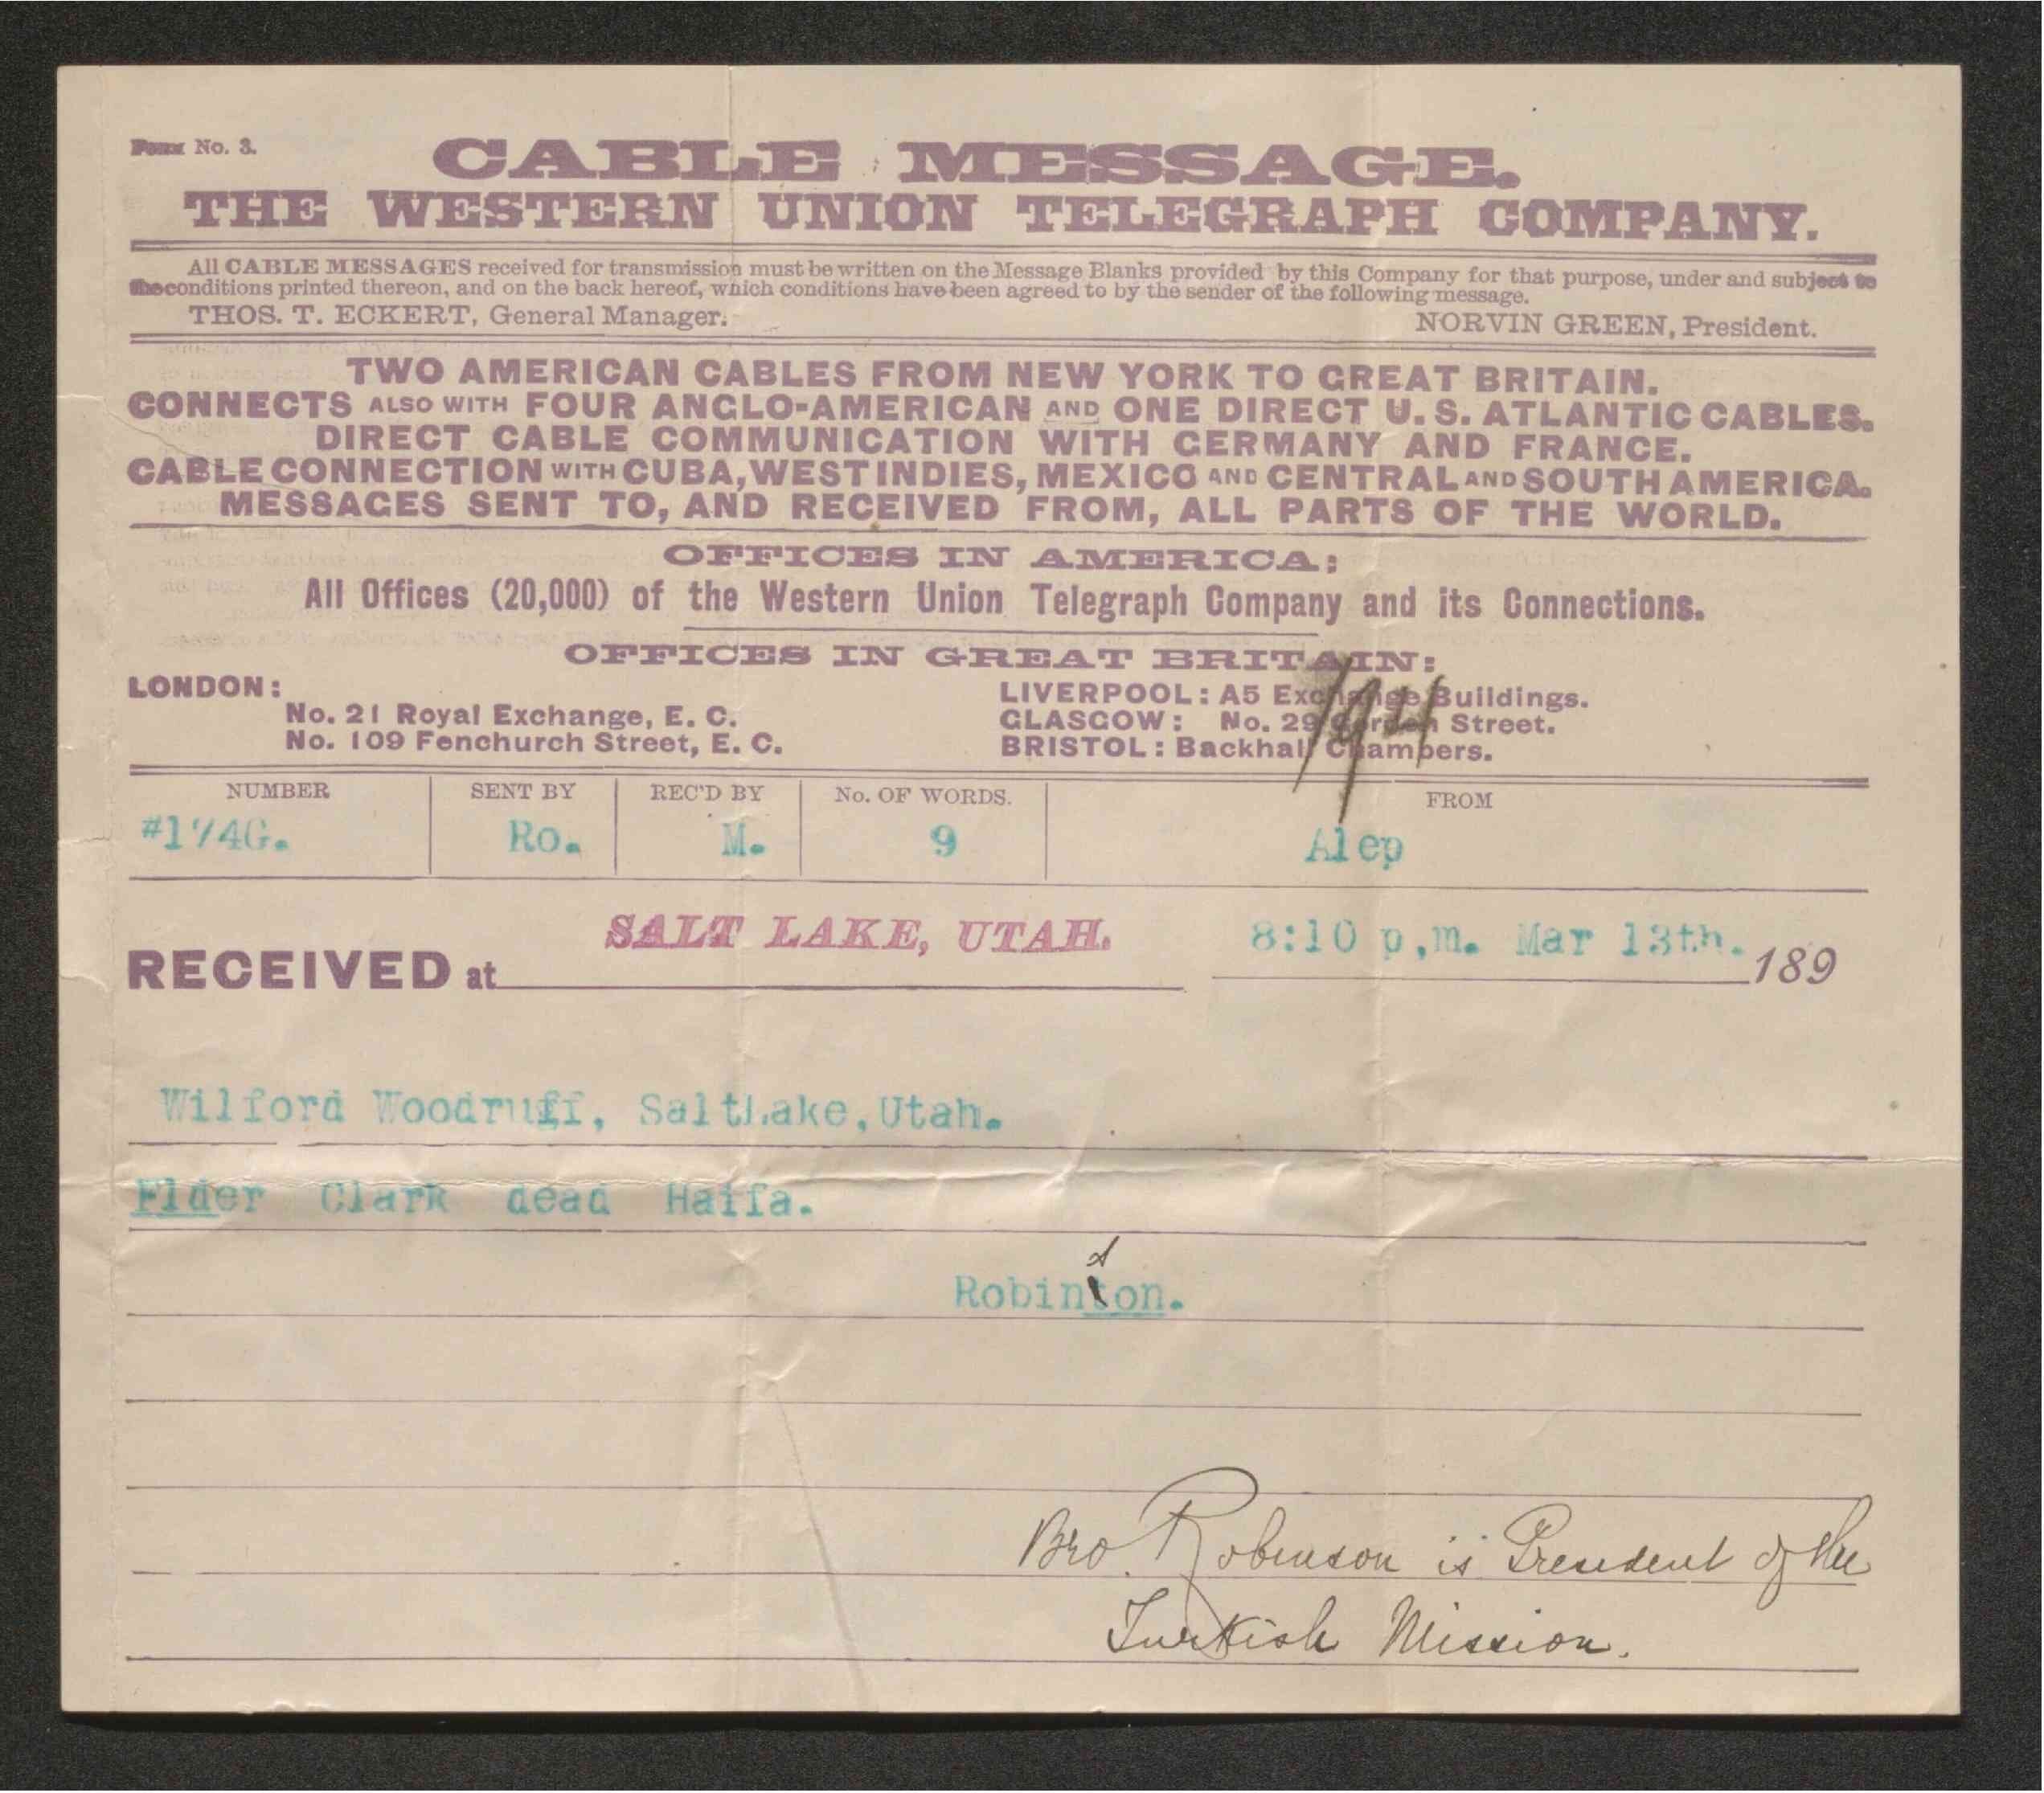 Form No. 3.
CABLE MESSAGE.
THE WESTERN UNION TELEGRAPH COMPANY.
All CABLE MESSAGES received for transmission must be written on the Message Blanks provided by this Company for that purpose, under and subject to
the conditions printed thereon, and on the back hereof, which conditions have been agreed to by the sender of the following message.
THOS. T. ECKERT, General Manager. NORVIN GREEN, President.
TWO AMERICAN CABLES FROM NEW YORK TO GREAT BRITAIN.
CONNECTS ALSO WITH FOUR ANGLO-AMERICAN AND ONE DIRECT U. S. ATLANTIC CABLES.
DIRECT CABLE COMMUNICATION WITH GERMANY AND FRANCE.
CABLE CONNECTION WITH CUBA, WEST INDIES, MEXICO AND CENTRAL AND SOUTH AMERICA.
MESSAGES SENT TO, AND RECEIVED FROM, ALL PARTS OF THE WORLD.
OFFICES IN AMERICA:
All Offices (20,000) of the Western Union Telegraph Company and its Connections.
OFFICES IN GREAT BRITAIN:
LONDON:
No. 21 Royal Exchange, E. C.
No. 109 Fenchurch Street, E. C.
LIVERPOOL: A5 Exchange Buildings.
GLASGOW: No. 29 Gordon Street.
BRISTOL: Backhall Chambers.
NUMBER SENT BY REC'D BY No. OF WORDS. FROM
#174G. Ro. M. 9 Alep
RECEIVED at SALT LAKE, UTAH. 8:10 p,m. Mar 13th. 189
Wilford Woodruff, SaltLake,Utah.
Elder Clark dead Haifa.
s
Robinton.
Bro. Robinson is President of the
Turkish Mission.